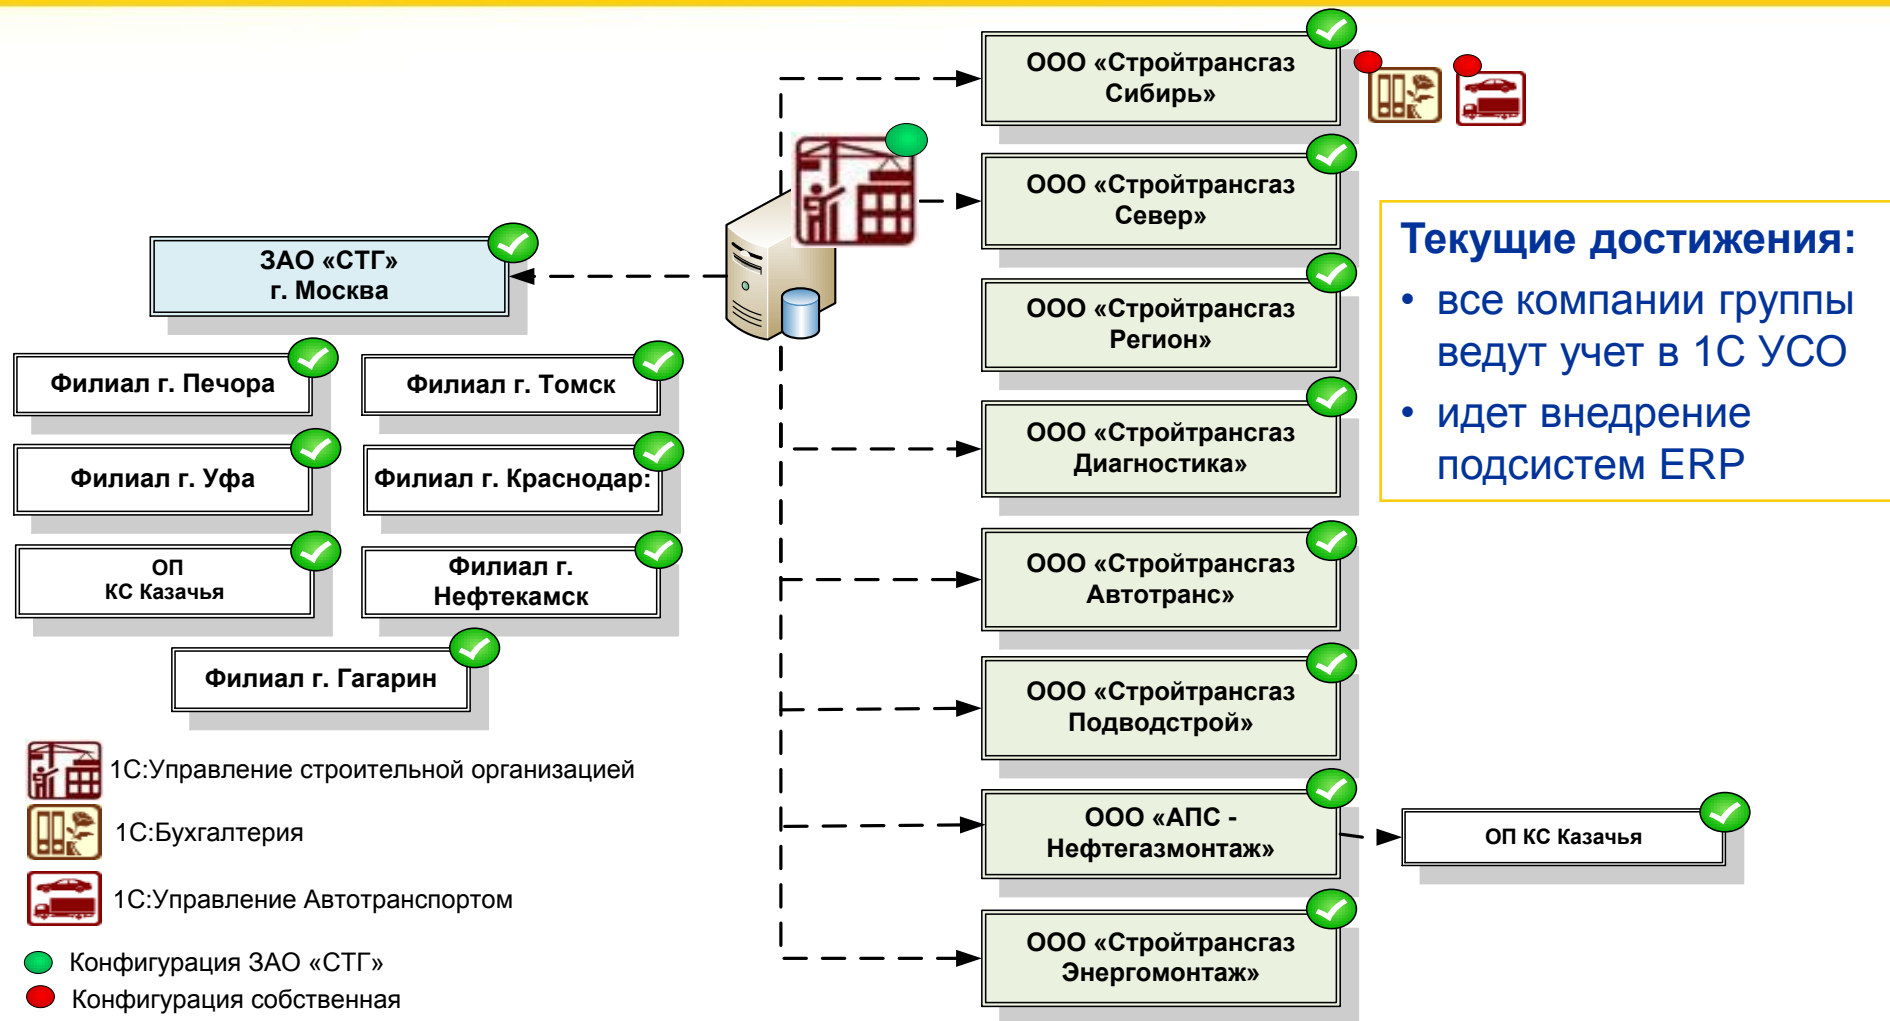 ООО «Стройтрансгаз
Сибирь»
ООО «Стройтрансгаз
Север»
ЗАО «СТГ»
г. Москва
Текущие достижения:
• все компании группы
ведут учет в 1С УСО
• идет внедрение
подсистем ERP
ООО «Стройтрансгаз
Регион»
Филиал г. Печора
Филиал г. Томск
ООО «Стройтрансгаз
Диагностика»
Филиал г. Уфа
Филиал г. Краснодар:
ОП
КС Казачья
Филиал г.
Нефтекамск
ООО «Стройтрансгаз
Автотранс»
Филиал г. Гагарин
ООО «Стройтрансгаз
Подводстрой»
1С:Управление строительной организацией
1С:Бухгалтерия
ООО «АПС -
Нефтегазмонтаж»
ОП КС Казачья
1С:Управление Автотранспортом
ООО «Стройтрансгаз
Энергомонтаж»
Конфигурация ЗАО «СТГ»
Конфигурация собственная